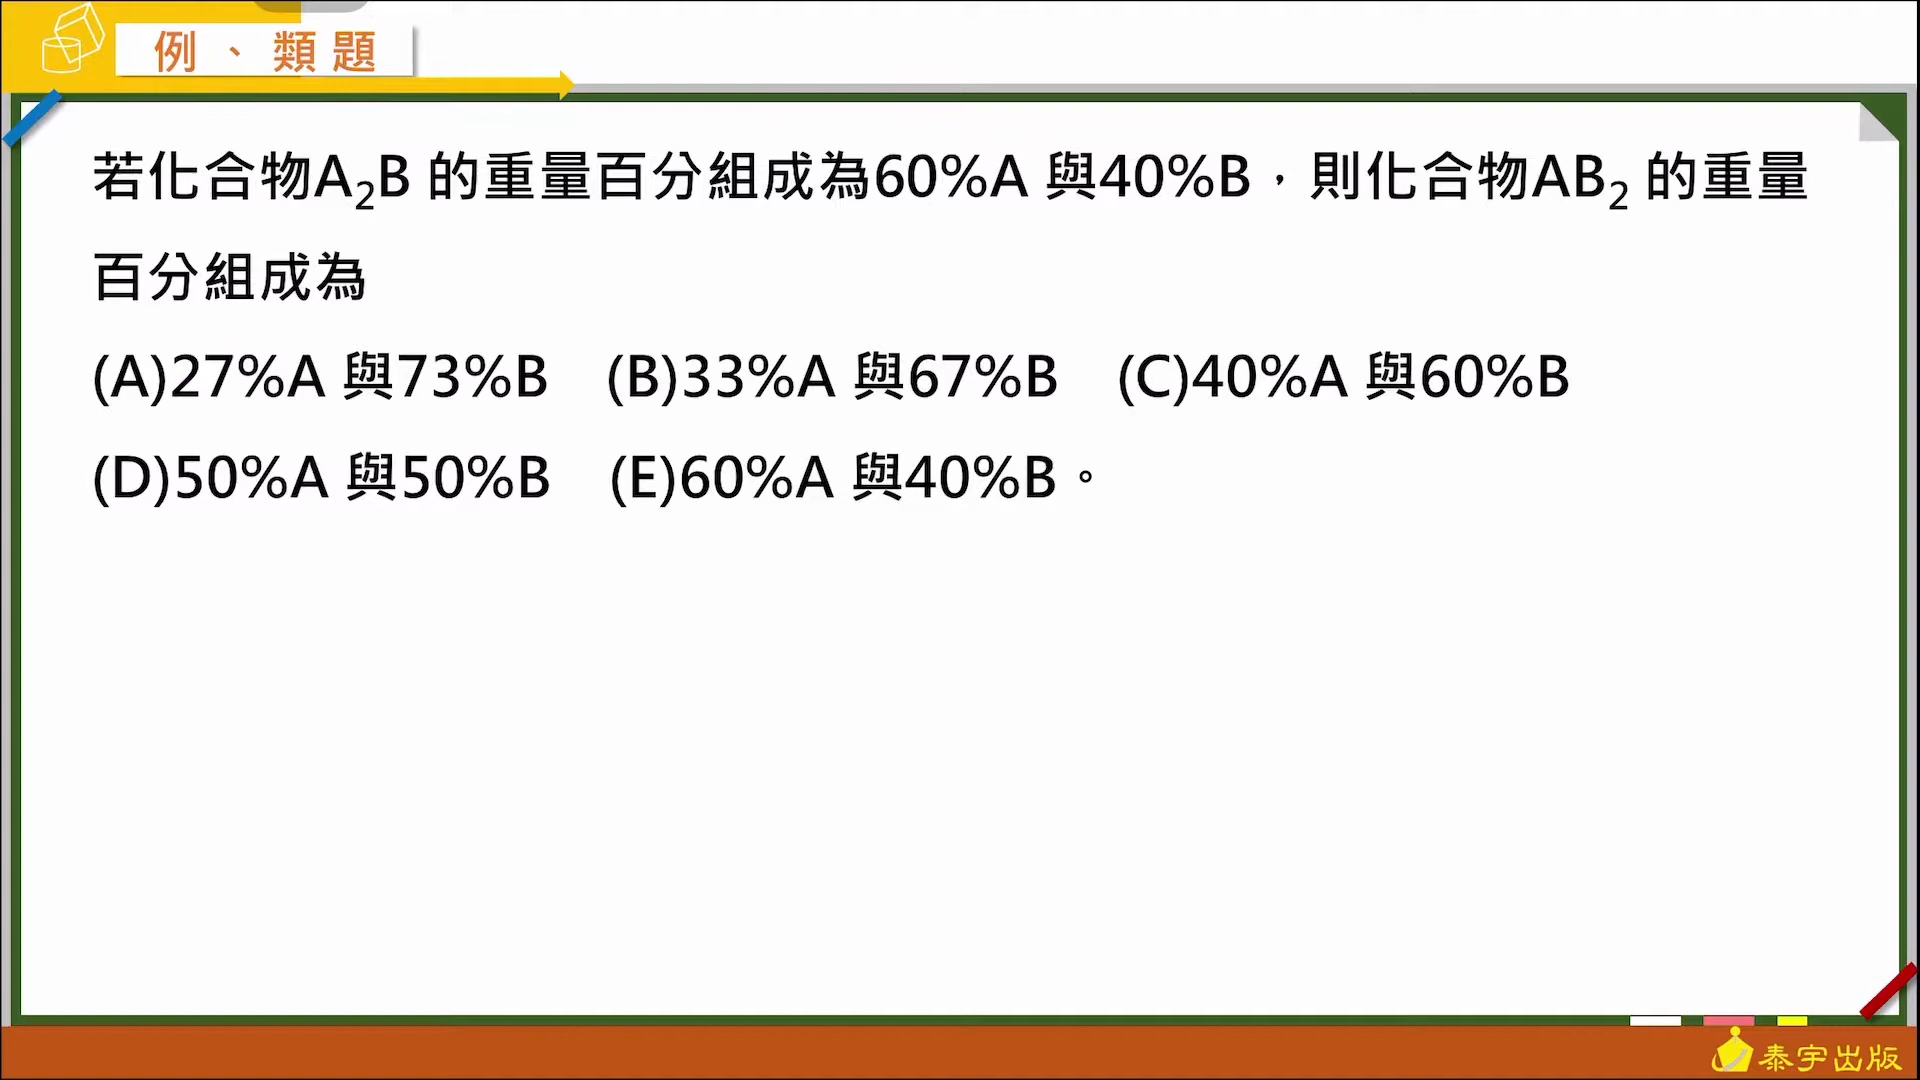 例、類題
若化合物A₂B 的重量百分組成為60%A 與40%B，則化合物AB₂ 的重量
百分組成為
(A)27%A 與73%B (B)33%A 與67%B (C)40%A 與60%B
(D)50%A 與50%B (E)60%A 與40%B。
泰宇出版